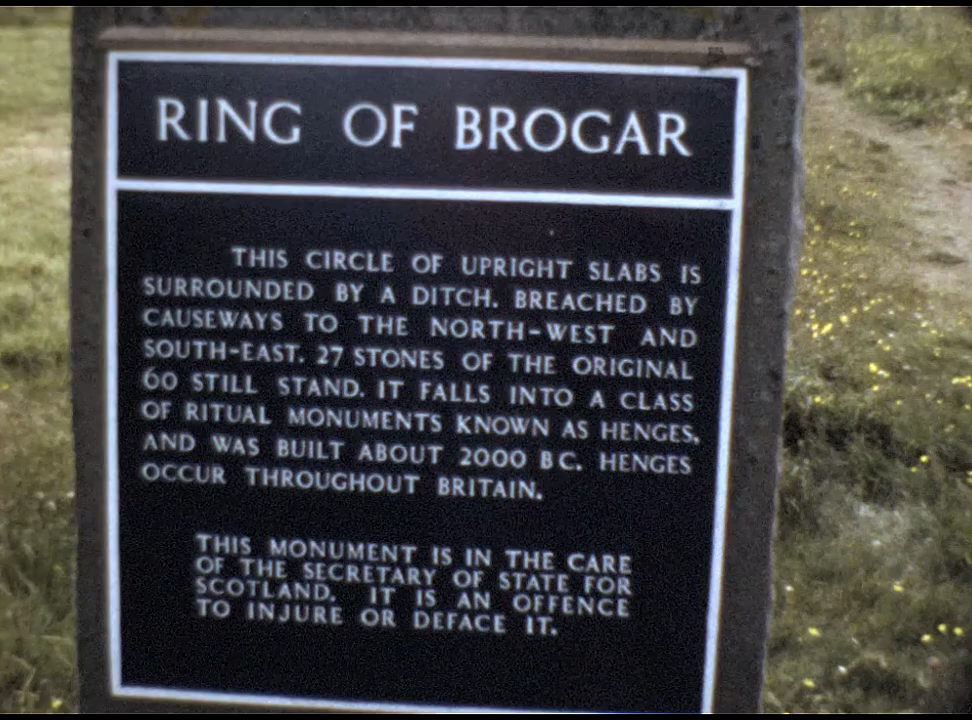 RING OF BROGAR
THIS CIRCLE OF UPRIGHT SLABS IS
SURROUNDED BY A DITCH, BREACHED BY
CAUSEWAYS TO THE NORTH-WEST AND
SOUTH-EAST. 27 STONES OF THE ORIGINAL
60 STILL STAND. IT FALLS INTO A CLASS
OF RITUAL MONUMENTS KNOWN AS HENGES,
AND WAS BUILT ABOUT 2000 B.C. HENGES
OCCUR THROUGHOUT BRITAIN.
THIS MONUMENT IS IN THE CARE
OF THE SECRETARY OF STATE FOR
SCOTLAND. IT IS AN OFFENCE
TO INJURE OR DEFACE IT.